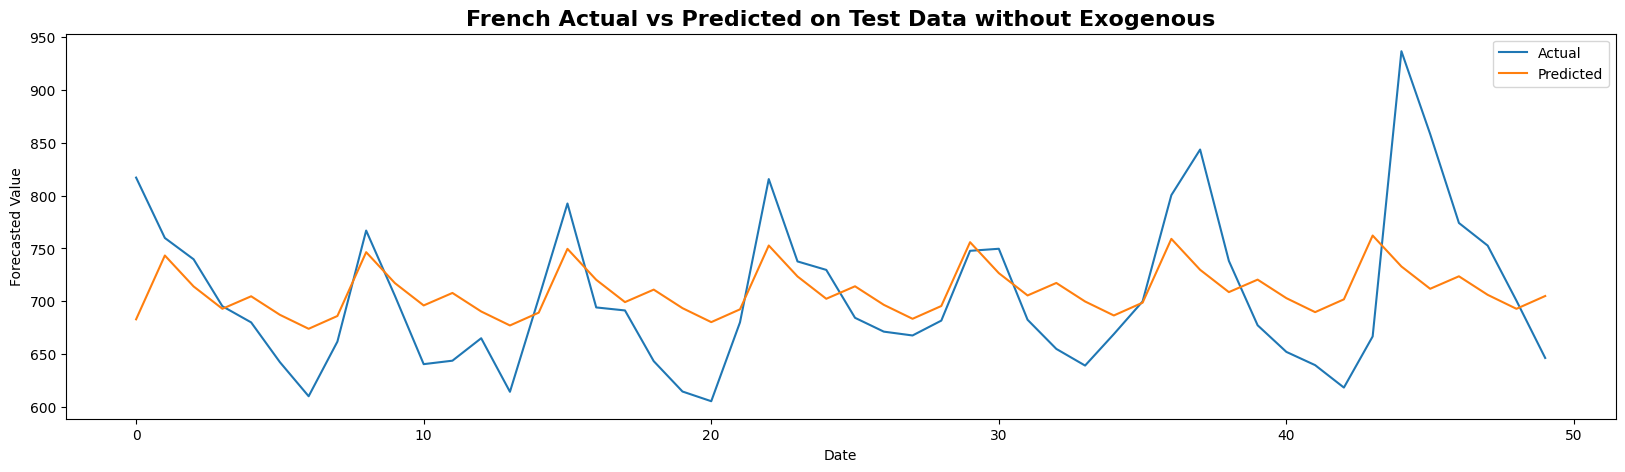 French Actual vs Predicted on Test Data without Exogenous
Actual
Predicted
Forecasted Value
950
900
850
800
750
700
650
600
0
10
20
30
40
50
Date